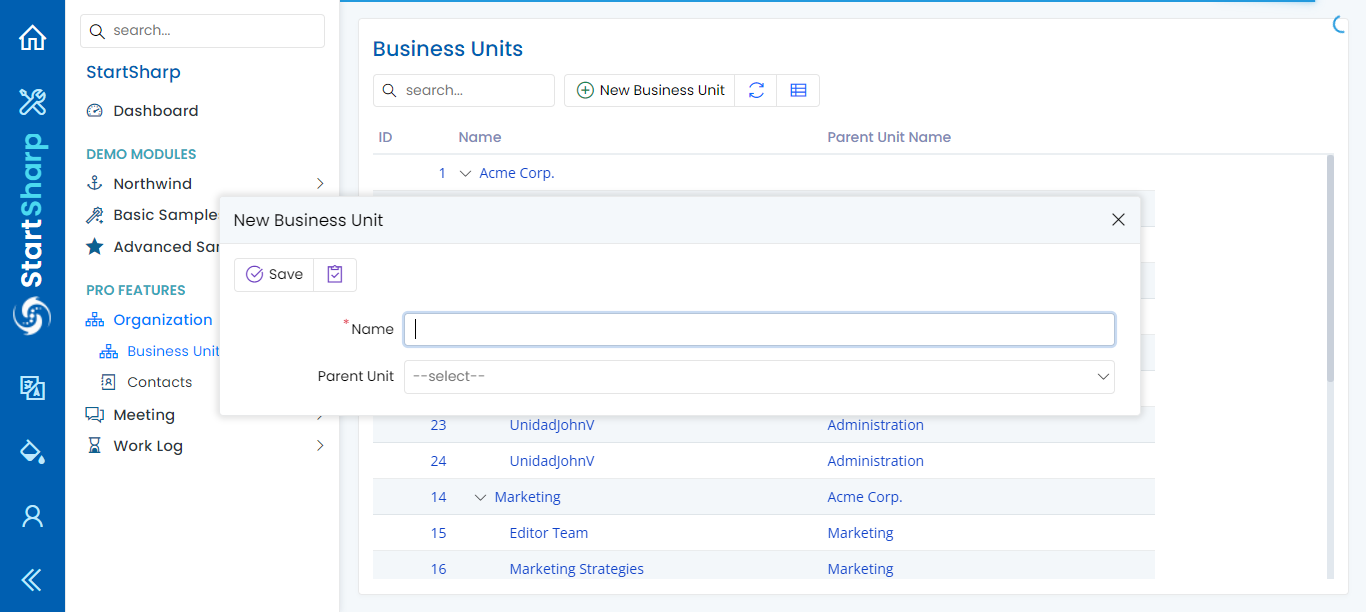 search...
StartSharp
Dashboard
DEMO MODULES
Northwind
Basic Sample
Advanced Sa
PRO FEATURES
Organization
Business Unit
Contacts
Meeting
Work Log
StartSharp
Business Units
search...
New Business Unit
ID Name Parent Unit Name
1 Acme Corp.
New Business Unit
Save
* Name
Parent Unit --select--
23 UnidadJohnV Administration
24 UnidadJohnV Administration
14 Marketing Acme Corp.
15 Editor Team Marketing
16 Marketing Strategies Marketing